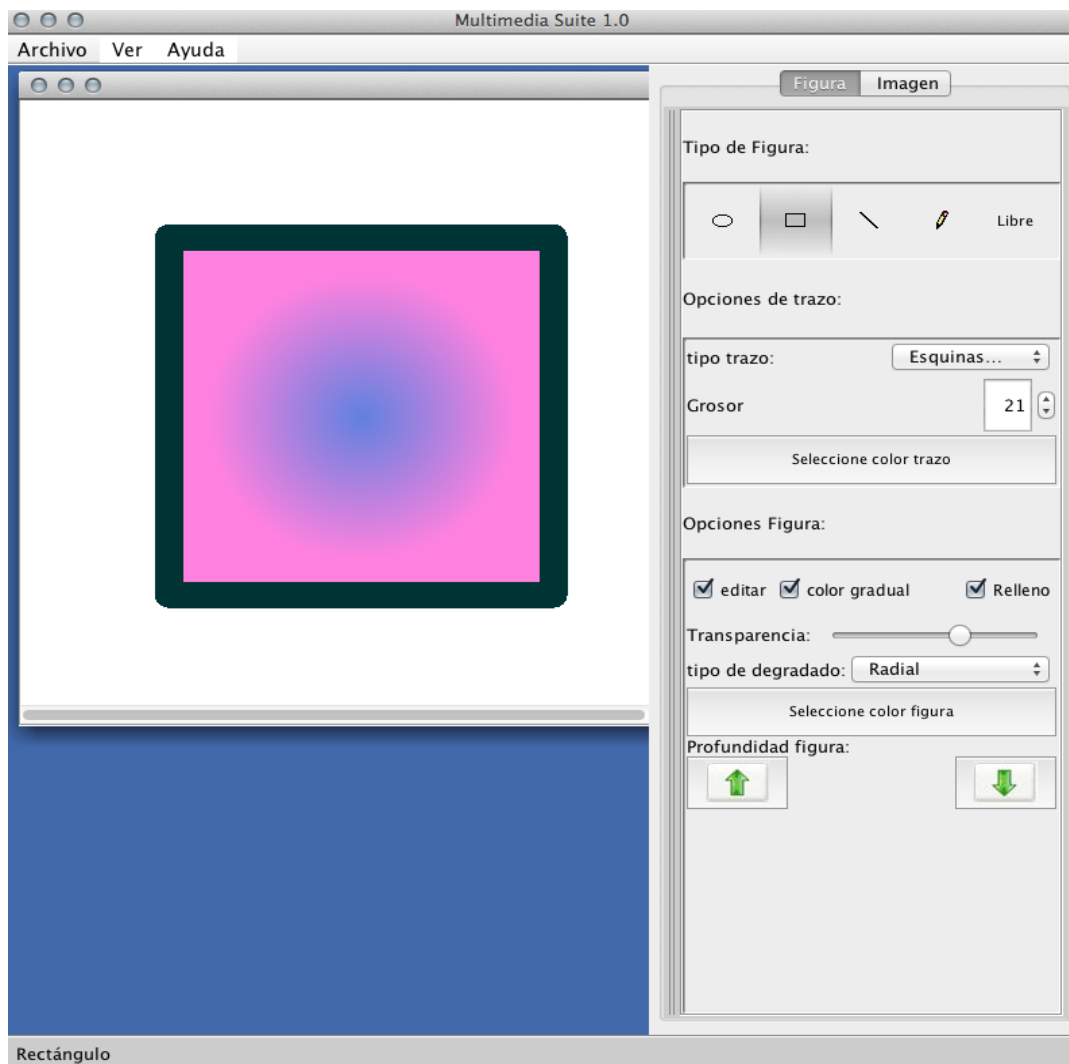 Multimedia Suite 1.0
Archivo Ver Ayuda
Figura Imagen
Tipo de Figura:
Libre
Opciones de trazo:
tipo trazo: Esquinas...
Grosor 21
Seleccione color trazo
Opciones Figura:
editar color gradual Relleno
Transparencia:
tipo de degradado: Radial
Seleccione color figura
Profundidad figura:
Rectángulo